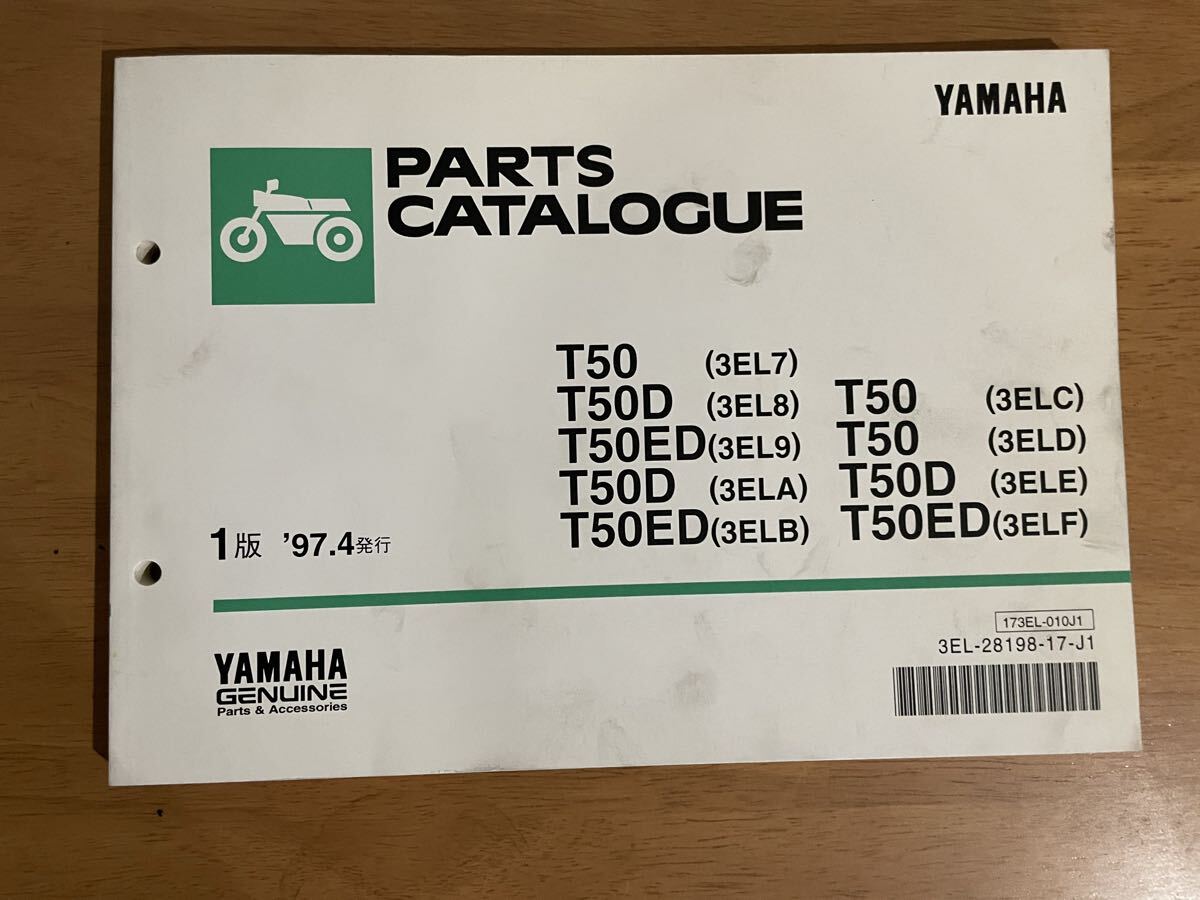 YAMAHA
PARTS
CATALOGUE
T50 (3EL7)
T50D (3EL8)
T50ED(3EL9)
T50D (3ELA)
T50ED(3ELB)
T50 (3ELC)
T50 (3ELD)
T50D (3ELE)
T50ED(3ELF)
1版 ’97.4発行
173EL-010J1
3EL-28198-17-J1
YAMAHA
GENUINE
Parts & Accessories